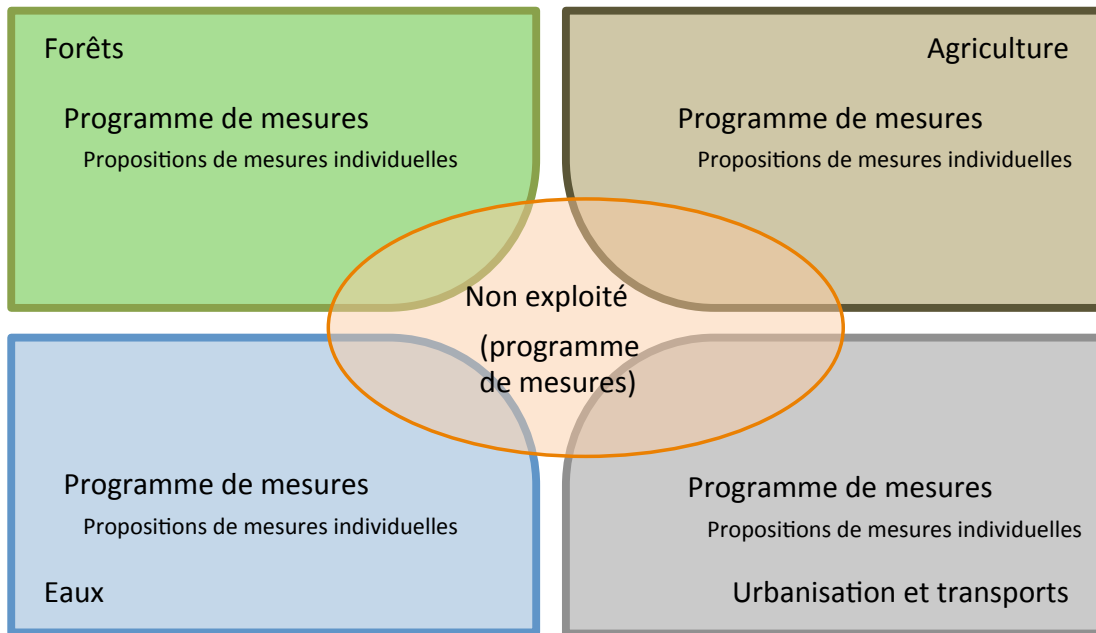 Forêts
Programme de mesures
Propositions de mesures individuelles
Agriculture
Programme de mesures
Propositions de mesures individuelles
Non exploité
(programme
de mesures)
Programme de mesures
Propositions de mesures individuelles
Eaux
Programme de mesures
Propositions de mesures individuelles
Urbanisation et transports